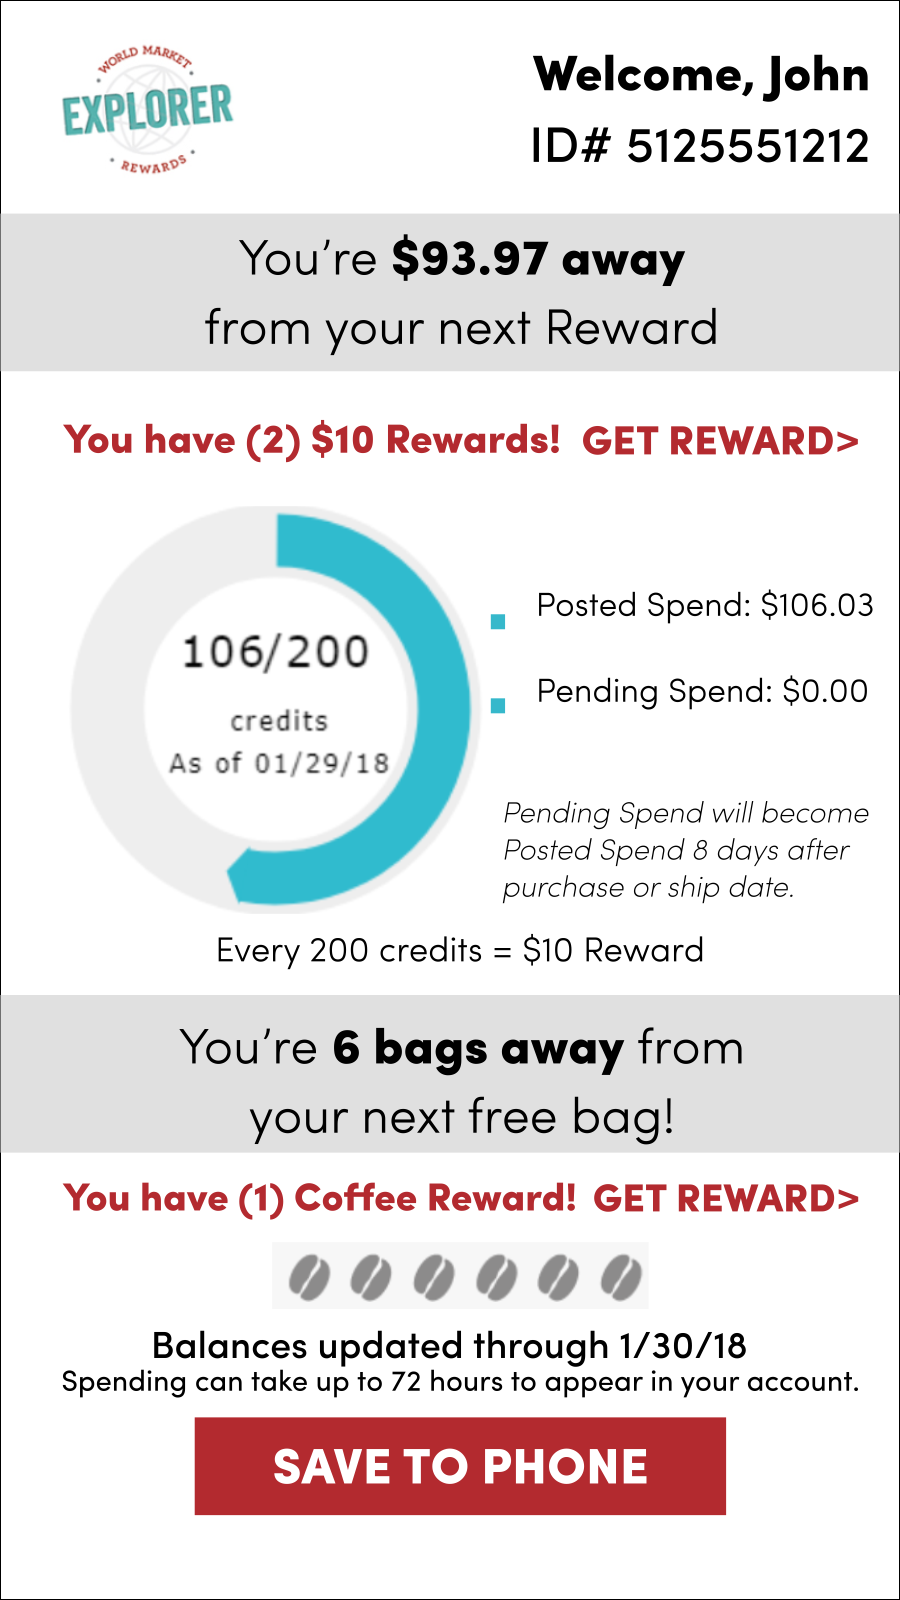 WORLD MARKET
EXPLORER
REWARDS
Welcome, John
ID# 5125551212
You’re $93.97 away
from your next Reward
You have (2) $10 Rewards! GET REWARD>
106/200
credits
As of 01/29/18
Posted Spend: $106.03
Pending Spend: $0.00
Pending Spend will become
Posted Spend 8 days after
purchase or ship date.
Every 200 credits = $10 Reward
You’re 6 bags away from
your next free bag!
You have (1) Coffee Reward! GET REWARD>
Balances updated through 1/30/18
Spending can take up to 72 hours to appear in your account.
SAVE TO PHONE